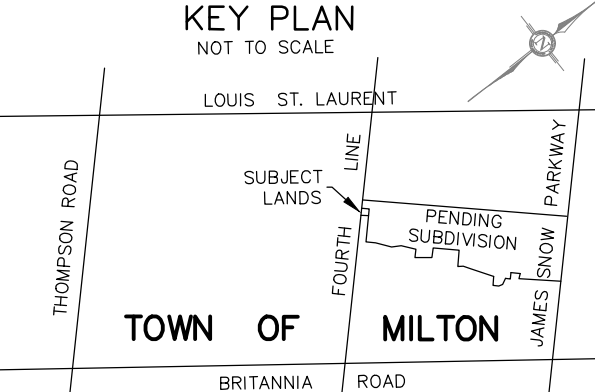 KEY PLAN
NOT TO SCALE
N
LOUIS ST. LAURENT
THOMPSON ROAD
FOURTH LINE
JAMES SNOW PARKWAY
SUBJECT
LANDS
PENDING
SUBDIVISION
TOWN OF MILTON
BRITANNIA ROAD